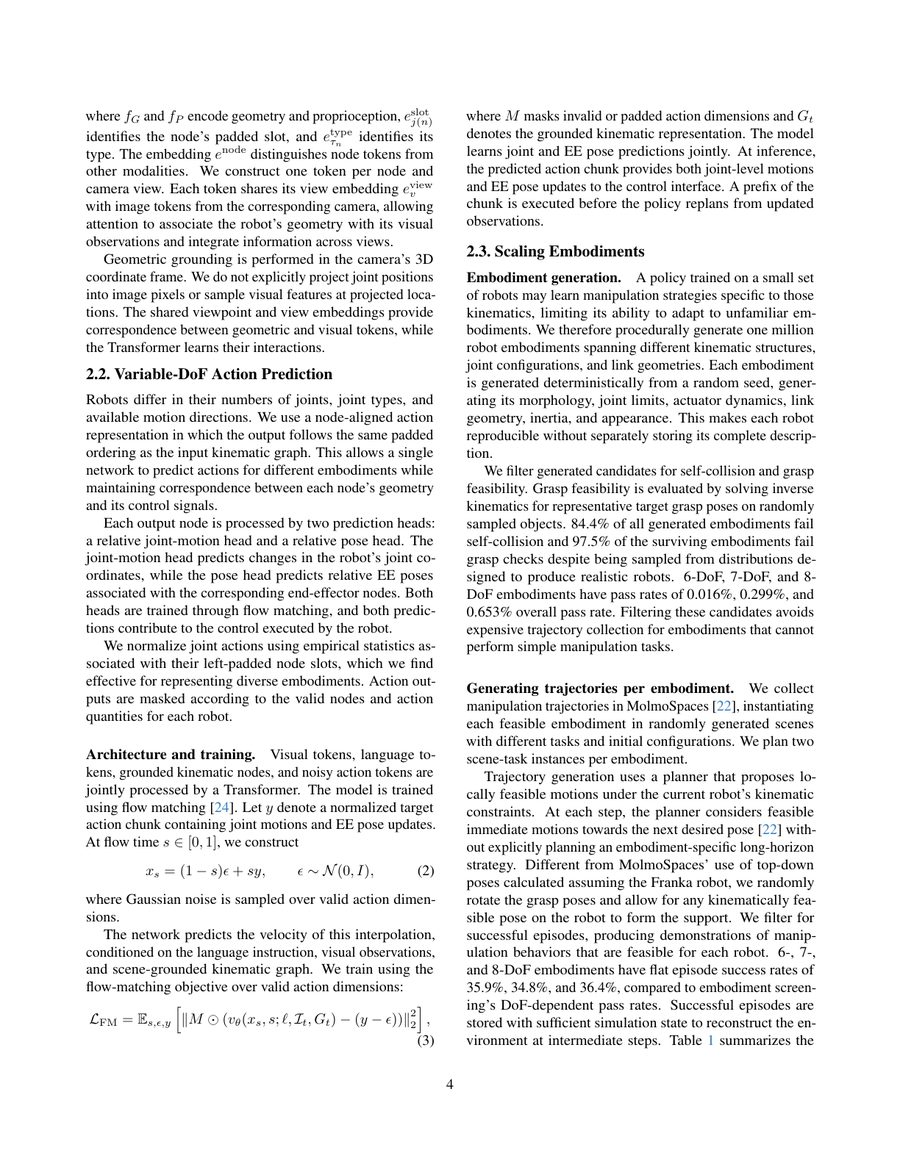 where f_G and f_P encode geometry and proprioception, e^slot_j(n)
identifies the node's padded slot, and e^type_τn identifies its
type. The embedding e^node distinguishes node tokens from
other modalities. We construct one token per node and
camera view. Each token shares its view embedding e^view_v
with image tokens from the corresponding camera, allowing
attention to associate the robot's geometry with its visual
observations and integrate information across views.
Geometric grounding is performed in the camera's 3D
coordinate frame. We do not explicitly project joint positions
into image pixels or sample visual features at projected loca-
tions. The shared viewpoint and view embeddings provide
correspondence between geometric and visual tokens, while
the Transformer learns their interactions.
2.2. Variable-DoF Action Prediction
Robots differ in their numbers of joints, joint types, and
available motion directions. We use a node-aligned action
representation in which the output follows the same padded
ordering as the input kinematic graph. This allows a single
network to predict actions for different embodiments while
maintaining correspondence between each node's geometry
and its control signals.
Each output node is processed by two prediction heads:
a relative joint-motion head and a relative pose head. The
joint-motion head predicts changes in the robot's joint co-
ordinates, while the pose head predicts relative EE poses
associated with the corresponding end-effector nodes. Both
heads are trained through flow matching, and both predic-
tions contribute to the control executed by the robot.
We normalize joint actions using empirical statistics as-
sociated with their left-padded node slots, which we find
effective for representing diverse embodiments. Action out-
puts are masked according to the valid nodes and action
quantities for each robot.
Architecture and training. Visual tokens, language to-
kens, grounded kinematic nodes, and noisy action tokens are
jointly processed by a Transformer. The model is trained
using flow matching [24]. Let y denote a normalized target
action chunk containing joint motions and EE pose updates.
At flow time s ∈ [0, 1], we construct
x_s = (1 − s)ϵ + sy, ϵ ∼ N(0, I), (2)
where Gaussian noise is sampled over valid action dimen-
sions.
The network predicts the velocity of this interpolation,
conditioned on the language instruction, visual observations,
and scene-grounded kinematic graph. We train using the
flow-matching objective over valid action dimensions:
L_FM = E_s,ϵ,y [‖M ⊙ (v_θ(x_s, s; ℓ, I_t, G_t) − (y − ϵ))‖²₂],
(3)
where M masks invalid or padded action dimensions and G_t
denotes the grounded kinematic representation. The model
learns joint and EE pose predictions jointly. At inference,
the predicted action chunk provides both joint-level motions
and EE pose updates to the control interface. A prefix of the
chunk is executed before the policy replans from updated
observations.
2.3. Scaling Embodiments
Embodiment generation. A policy trained on a small set
of robots may learn manipulation strategies specific to those
kinematics, limiting its ability to adapt to unfamiliar em-
bodiments. We therefore procedurally generate one million
robot embodiments spanning different kinematic structures,
joint configurations, and link geometries. Each embodiment
is generated deterministically from a random seed, gener-
ating its morphology, joint limits, actuator dynamics, link
geometry, inertia, and appearance. This makes each robot
reproducible without separately storing its complete descrip-
tion.
We filter generated candidates for self-collision and grasp
feasibility. Grasp feasibility is evaluated by solving inverse
kinematics for representative target grasp poses on randomly
sampled objects. 84.4% of all generated embodiments fail
self-collision and 97.5% of the surviving embodiments fail
grasp checks despite being sampled from distributions de-
signed to produce realistic robots. 6-DoF, 7-DoF, and 8-
DoF embodiments have pass rates of 0.016%, 0.299%, and
0.653% overall pass rate. Filtering these candidates avoids
expensive trajectory collection for embodiments that cannot
perform simple manipulation tasks.
Generating trajectories per embodiment. We collect
manipulation trajectories in MolmoSpaces [22], instantiating
each feasible embodiment in randomly generated scenes
with different tasks and initial configurations. We plan two
scene-task instances per embodiment.
Trajectory generation uses a planner that proposes lo-
cally feasible motions under the current robot's kinematic
constraints. At each step, the planner considers feasible
immediate motions towards the next desired pose [22] with-
out explicitly planning an embodiment-specific long-horizon
strategy. Different from MolmoSpaces' use of top-down
poses calculated assuming the Franka robot, we randomly
rotate the grasp poses and allow for any kinematically fea-
sible pose on the robot to form the support. We filter for
successful episodes, producing demonstrations of manip-
ulation behaviors that are feasible for each robot. 6-, 7-,
and 8-DoF embodiments have flat episode success rates of
35.9%, 34.8%, and 36.4%, compared to embodiment screen-
ing's DoF-dependent pass rates. Successful episodes are
stored with sufficient simulation state to reconstruct the en-
vironment at intermediate steps. Table 1 summarizes the
4